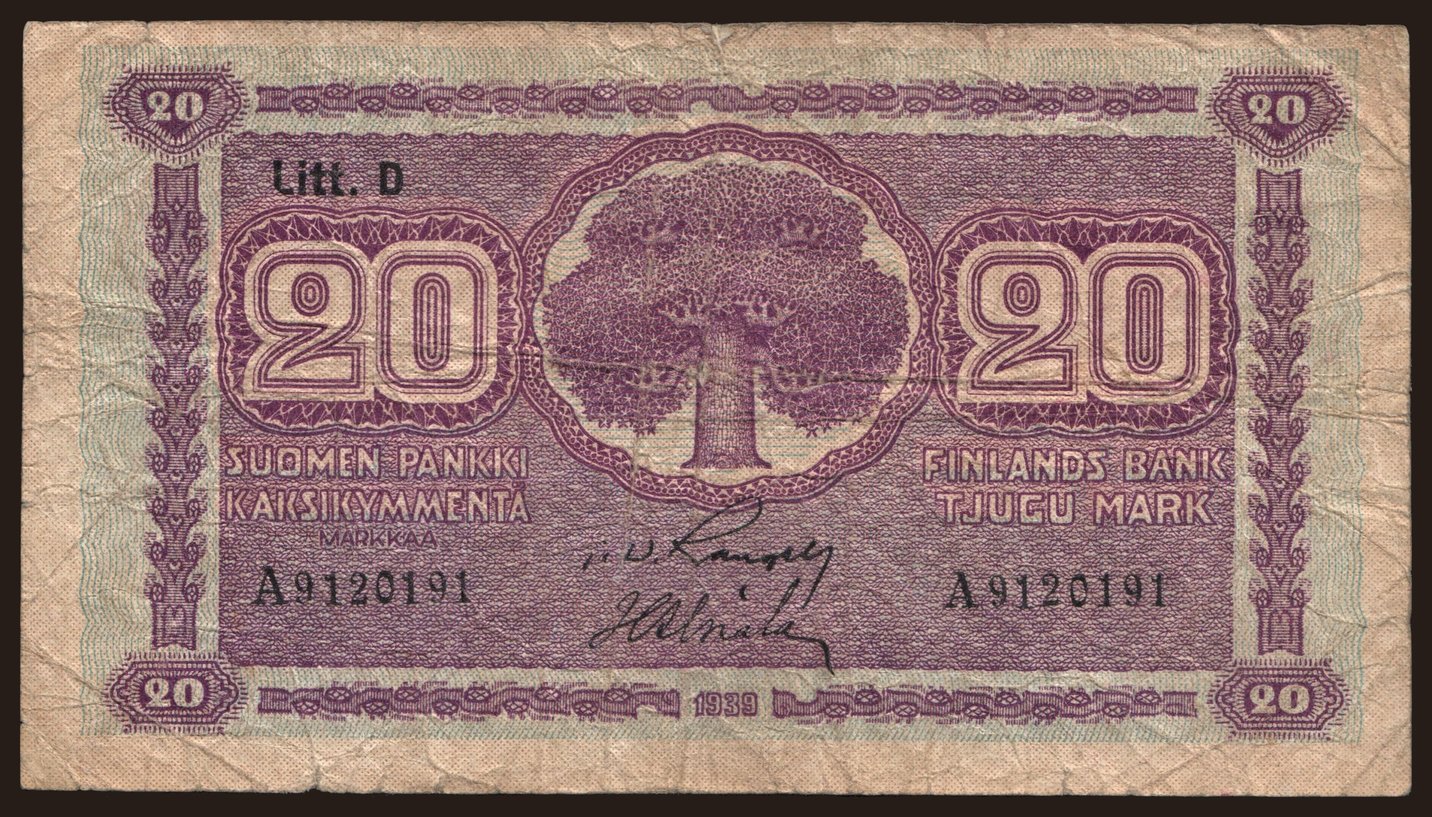 20
20
Litt. D
20
20
SUOMEN PANKKI
KAKSIKYMMENTÄ
MARKKAA
FINLANDS BANK
TJUGU MARK
A9120191
A9120191
20
1939
20